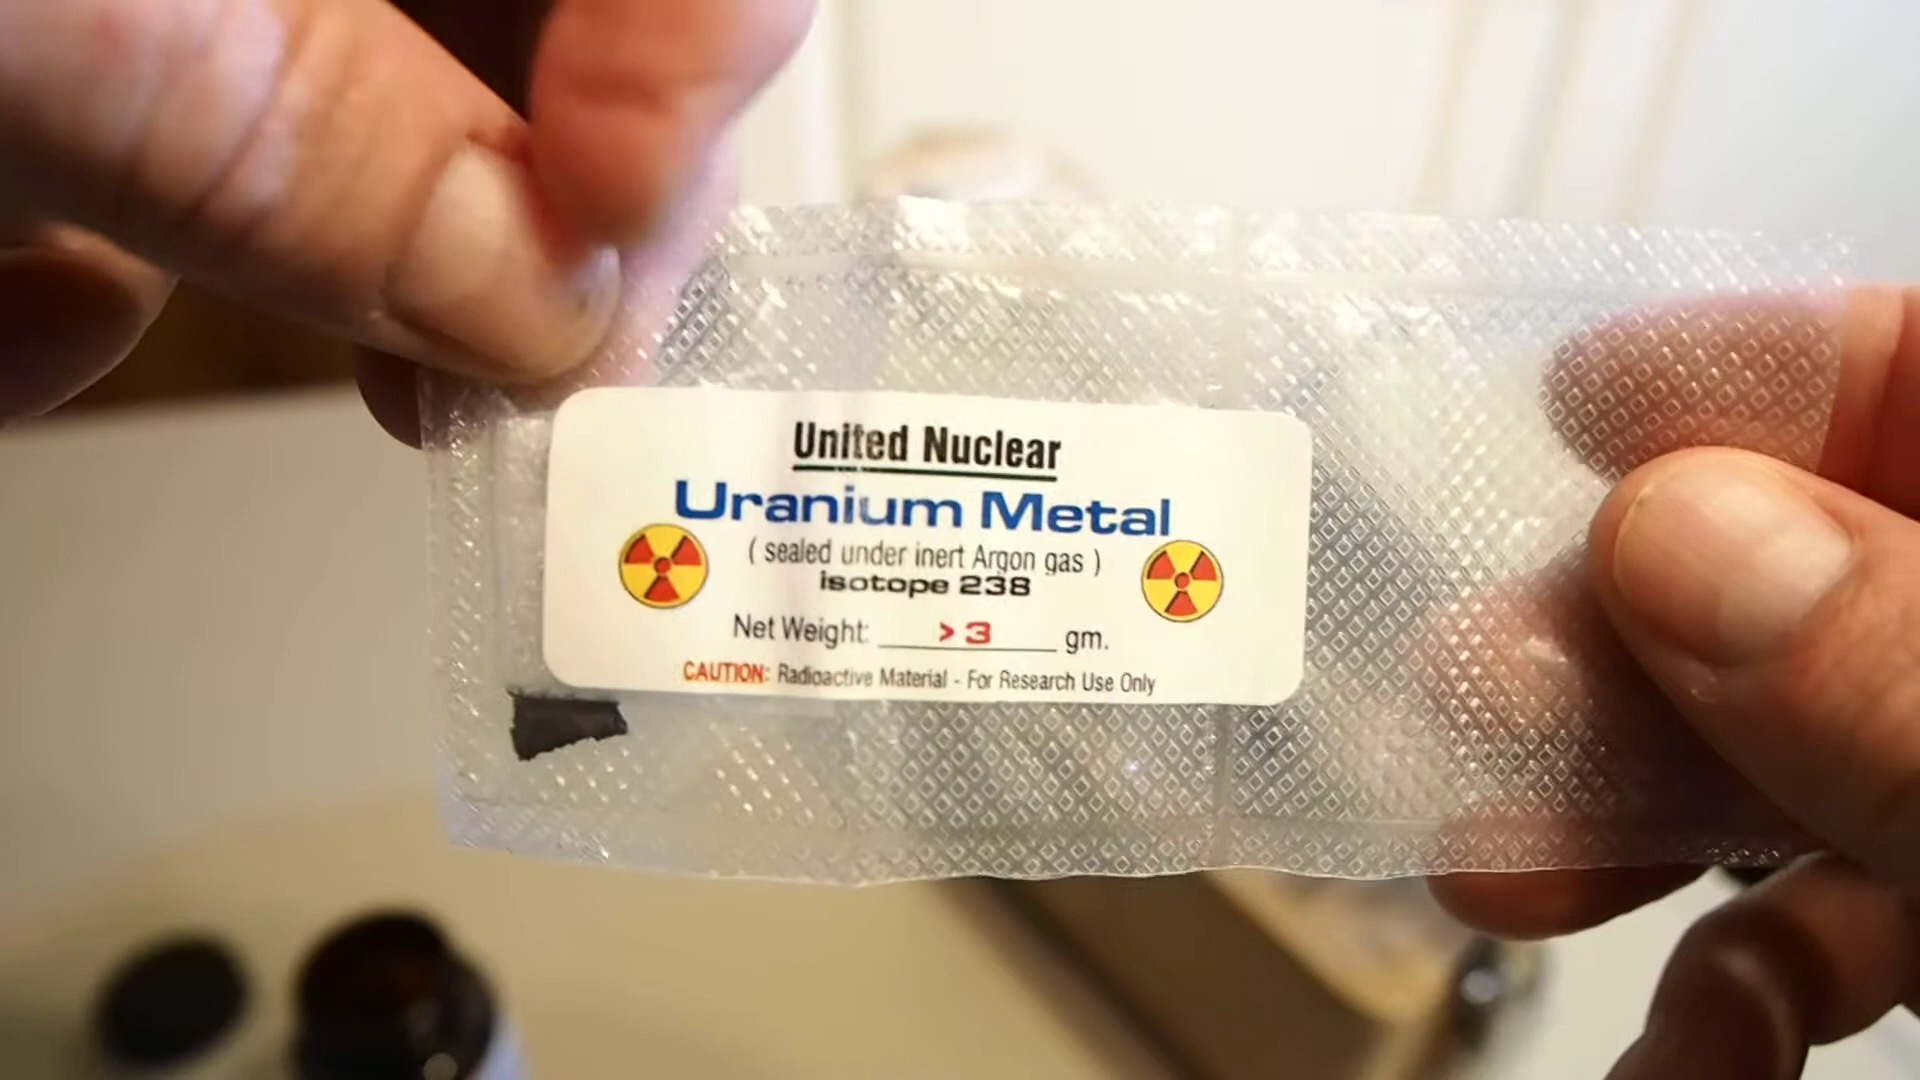 United Nuclear
Uranium Metal
( sealed under inert Argon gas )
isotope 238
Net Weight: > 3 gm.
CAUTION: Radioactive Material - For Research Use Only